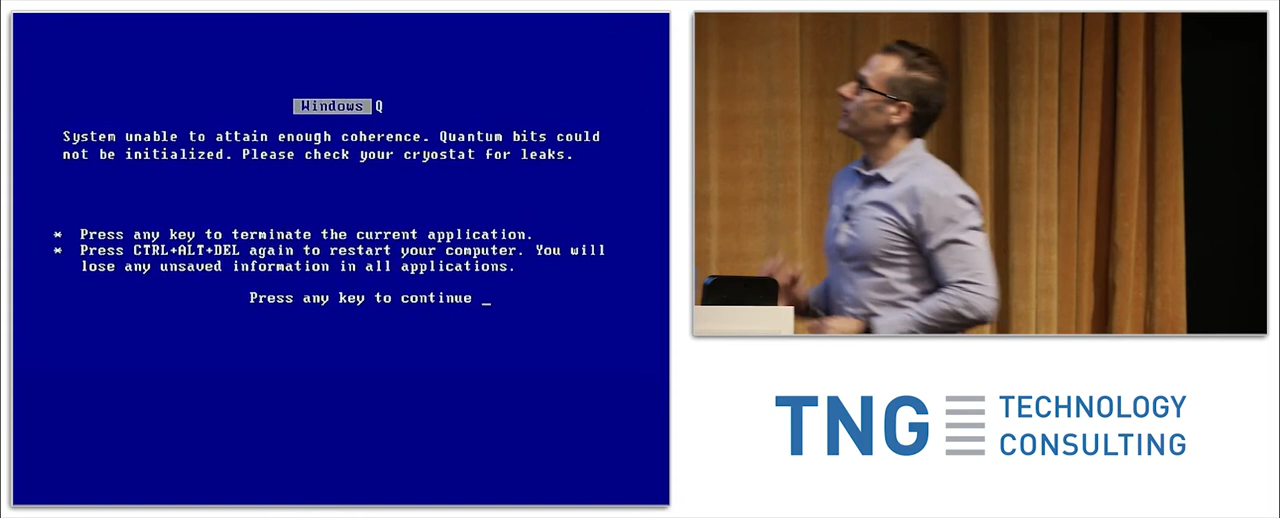 Windows Q
System unable to attain enough coherence. Quantum bits could
not be initialized. Please check your cryostat for leaks.
* Press any key to terminate the current application.
* Press CTRL+ALT+DEL again to restart your computer. You will
lose any unsaved information in all applications.
Press any key to continue _
TNG TECHNOLOGY
CONSULTING